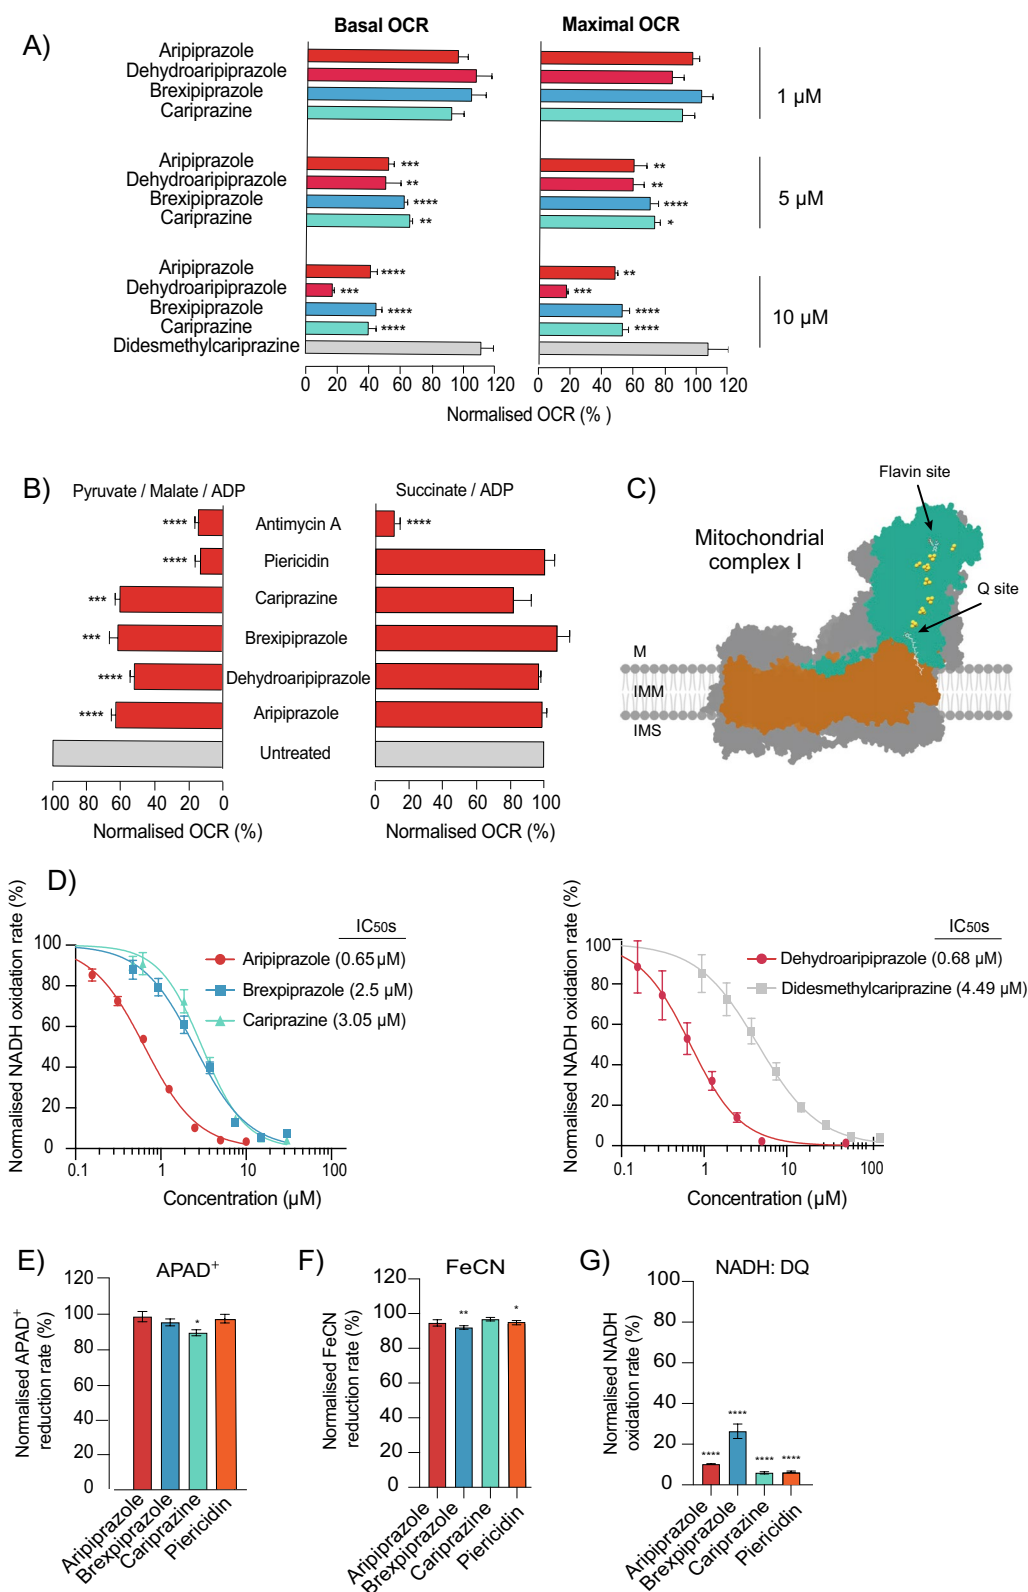 A)
Basal OCR
Maximal OCR
Aripiprazole
Dehydroaripiprazole
Brexipiprazole
Cariprazine
1 µM
Aripiprazole
*** **
Dehydroaripiprazole
** **
Brexipiprazole
**** ****
Cariprazine
** *
5 µM
Aripiprazole
**** **
Dehydroaripiprazole
*** ***
Brexipiprazole
**** ****
Cariprazine
**** ****
Didesmethylcariprazine
10 µM
0 20 40 60 80 100 120
0 20 40 60 80 100 120
Normalised OCR (% )
B)
Pyruvate / Malate / ADP
Succinate / ADP
**** Antimycin A ****
**** Piericidin
*** Cariprazine
*** Brexipiprazole
**** Dehydroaripiprazole
**** Aripiprazole
Untreated
100 80 60 40 20 0
0 20 40 60 80 100
Normalised OCR (%)
Normalised OCR (%)
C)
Flavin site
Mitochondrial
complex I
Q site
M
IMM
IMS
D)
Normalised NADH oxidation rate (%)
100
80
60
40
20
0
0.1 1 10 100
Concentration (µM)
IC50s
Aripiprazole (0.65 µM)
Brexpiprazole (2.5 µM)
Cariprazine (3.05 µM)
Normalised NADH oxidation rate (%)
100
80
60
40
20
0
0.1 1 10 100
Concentration (µM)
IC50s
Dehydroaripiprazole (0.68 µM)
Didesmethylcariprazine (4.49 µM)
E)
APAD+
Normalised APAD+
reduction rate (%)
120
100
80
60
40
20
0
*
Aripiprazole
Brexpiprazole
Cariprazine
Piericidin
F)
FeCN
Normalised FeCN
reduction rate (%)
120
100
80
60
40
20
0
** *
Aripiprazole
Brexpiprazole
Cariprazine
Piericidin
G)
NADH: DQ
Normalised NADH
oxidation rate (%)
100
80
60
40
20
0
**** **** **** ****
Aripiprazole
Brexpiprazole
Cariprazine
Piericidin